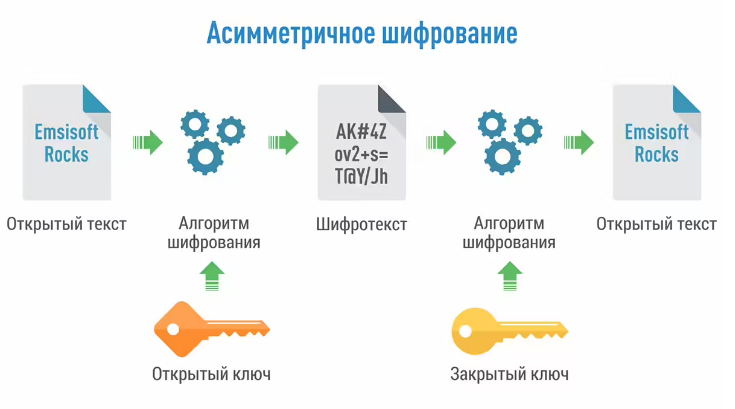 Асимметричное шифрование
Emsisoft
Rocks
AK#4Z
ov2+s=
T@Y/Jh
Emsisoft
Rocks
Открытый текст
Алгоритм
шифрования
Шифротекст
Алгоритм
шифрования
Открытый текст
Открытый ключ
Закрытый ключ